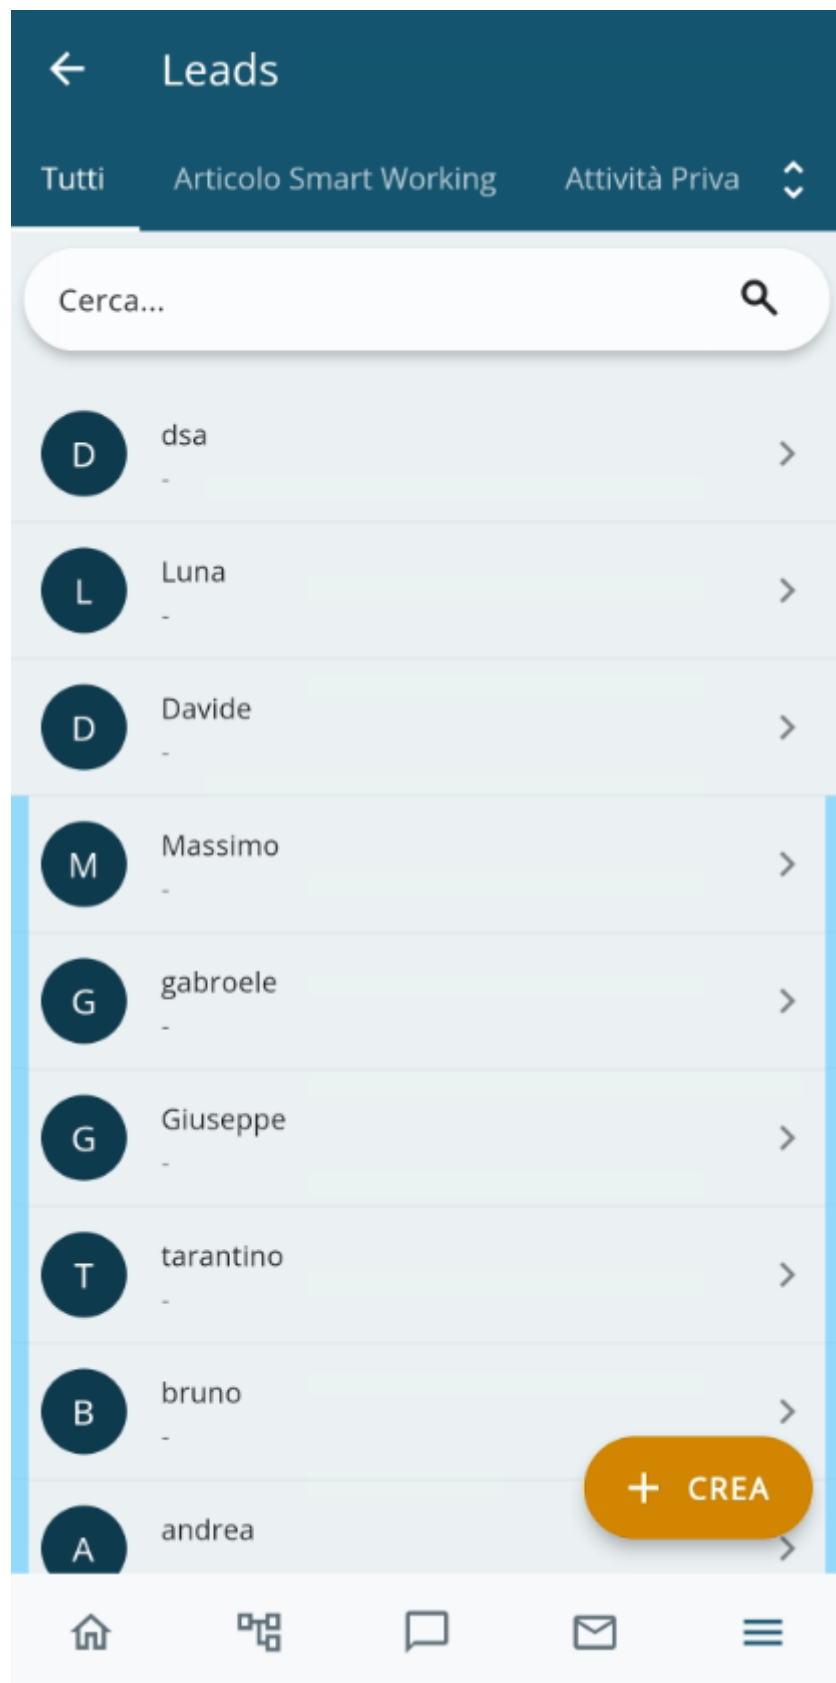 Leads
Tutti Articolo Smart Working Attività Priva
Cerca...
D dsa
-
L Luna
-
D Davide
-
M Massimo
-
G gabroele
-
G Giuseppe
-
T tarantino
-
B bruno
-
A andrea
+ CREA